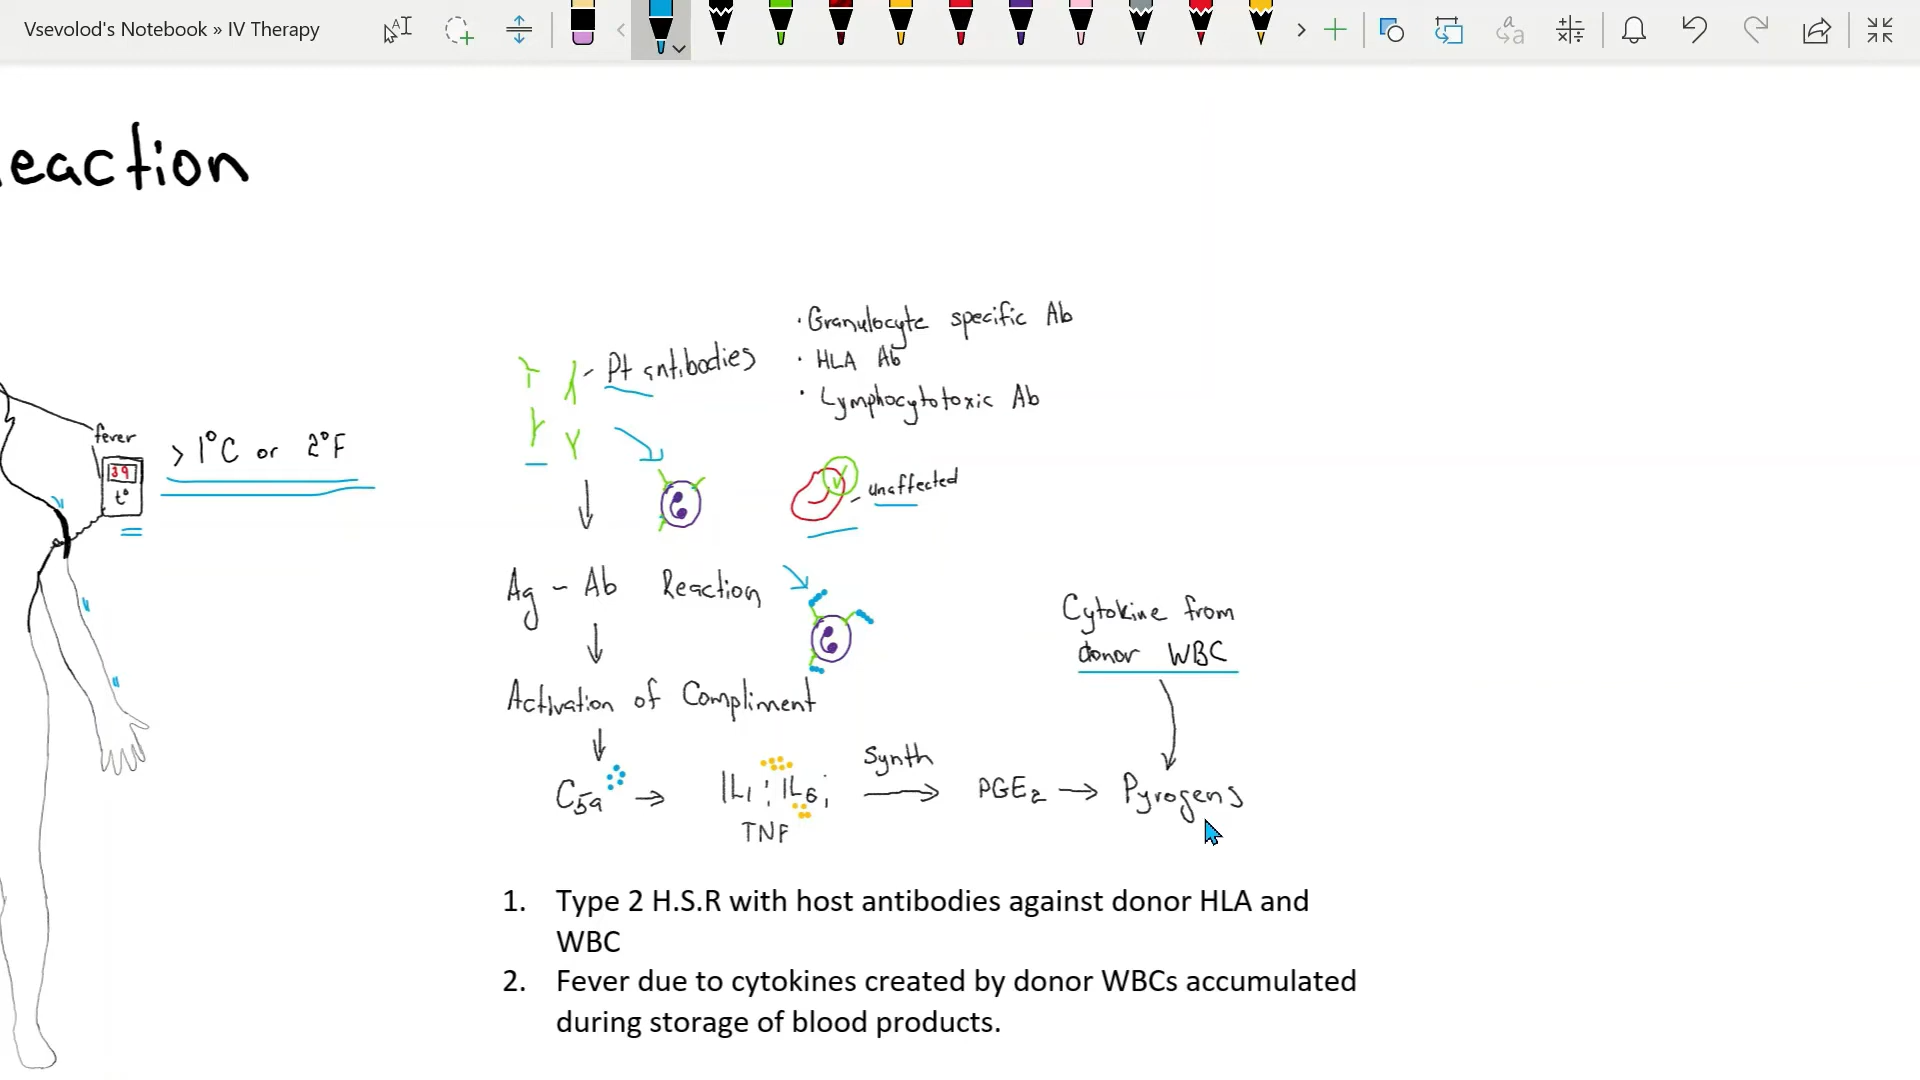 Vsevolod's Notebook » IV Therapy
eaction
· Granulocyte specific Ab
- Pt antibodies
· HLA Ab
· Lymphocytotoxic Ab
fever
39
t°
> 1°C or 2°F
- unaffected
Ag - Ab Reaction
Cytokine from
donor WBC
Activation of Compliment
Synth
C5a → IL1; IL6; → PGE2 → Pyrogens
TNF
1. Type 2 H.S.R with host antibodies against donor HLA and
WBC
2. Fever due to cytokines created by donor WBCs accumulated
during storage of blood products.